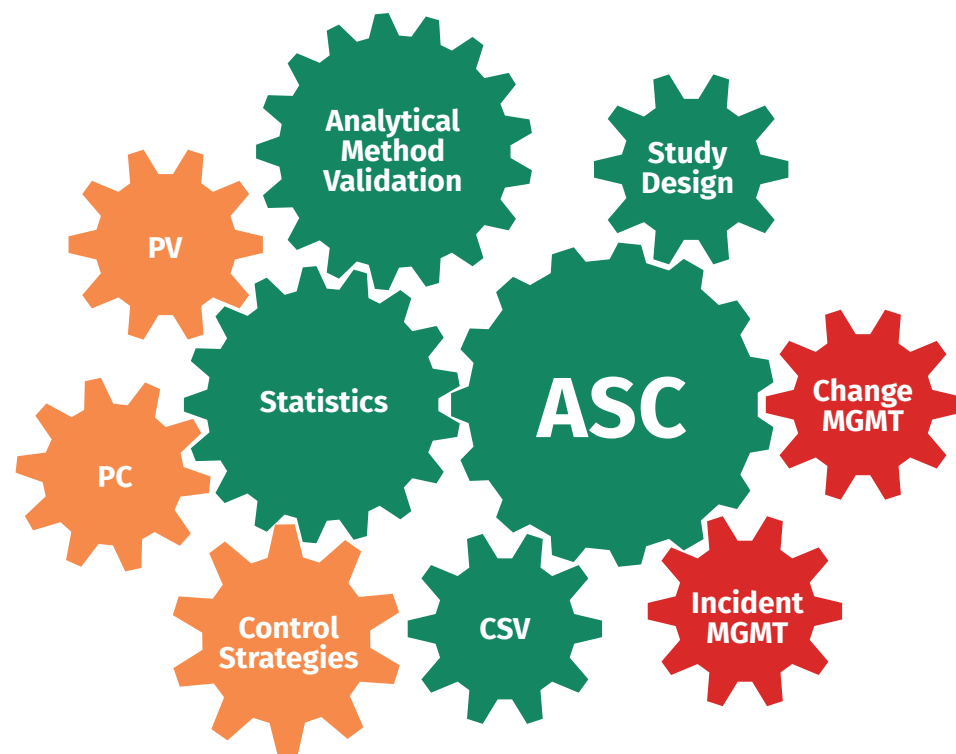 Analytical
Method
Validation
Study
Design
PV
Statistics
ASC
Change
MGMT
PC
Control
Strategies
CSV
Incident
MGMT